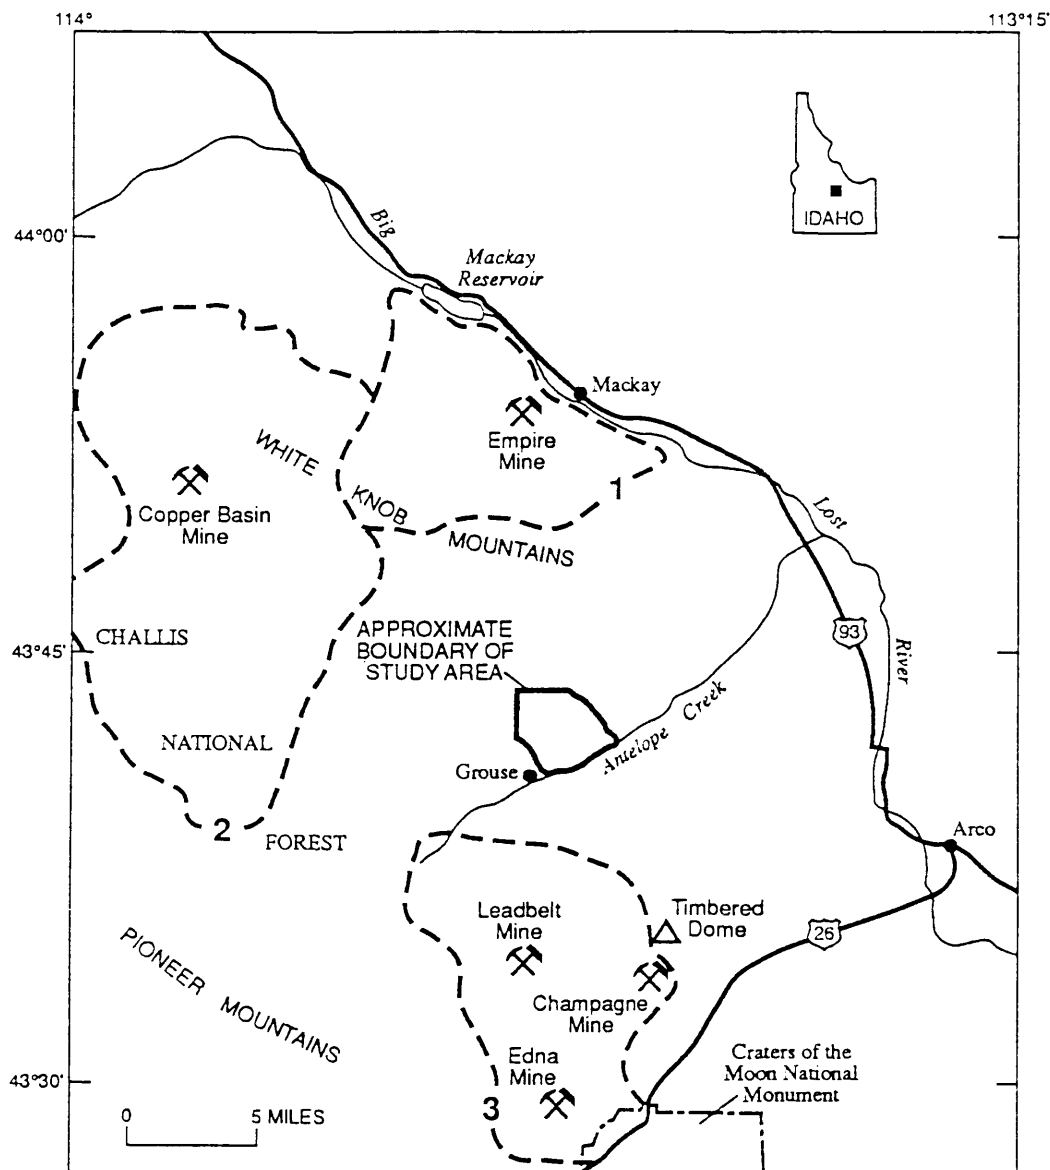 114°
113°15'
IDAHO
Big
44°00'
Mackay
Reservoir
Mackay
Empire
Mine
WHITE
KNOB
MOUNTAINS
1
Copper Basin
Mine
Lost
River
CHALLIS
43°45'
APPROXIMATE
BOUNDARY OF
STUDY AREA
93
Antelope Creek
NATIONAL
Grouse
2
FOREST
Arco
Leadbelt
Mine
Timbered
Dome
26
PIONEER MOUNTAINS
Champagne
Mine
Edna
Mine
Craters of the
Moon National
Monument
43°30'
3
0 5 MILES